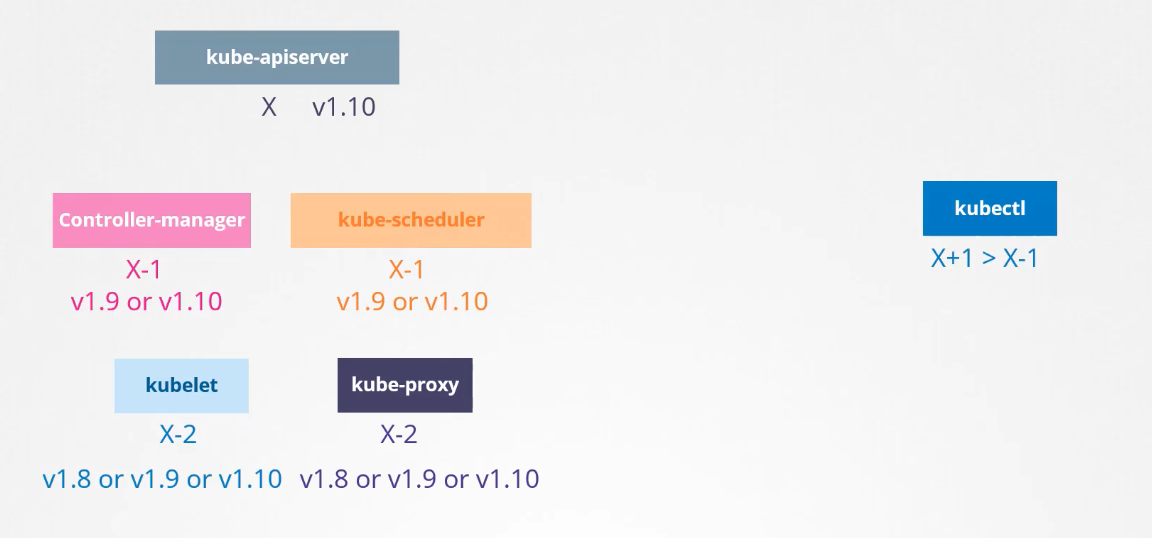 kube-apiserver
X v1.10
Controller-manager
kube-scheduler
kubectl
X-1
X-1
X+1 > X-1
v1.9 or v1.10
v1.9 or v1.10
kubelet
kube-proxy
X-2
X-2
v1.8 or v1.9 or v1.10
v1.8 or v1.9 or v1.10